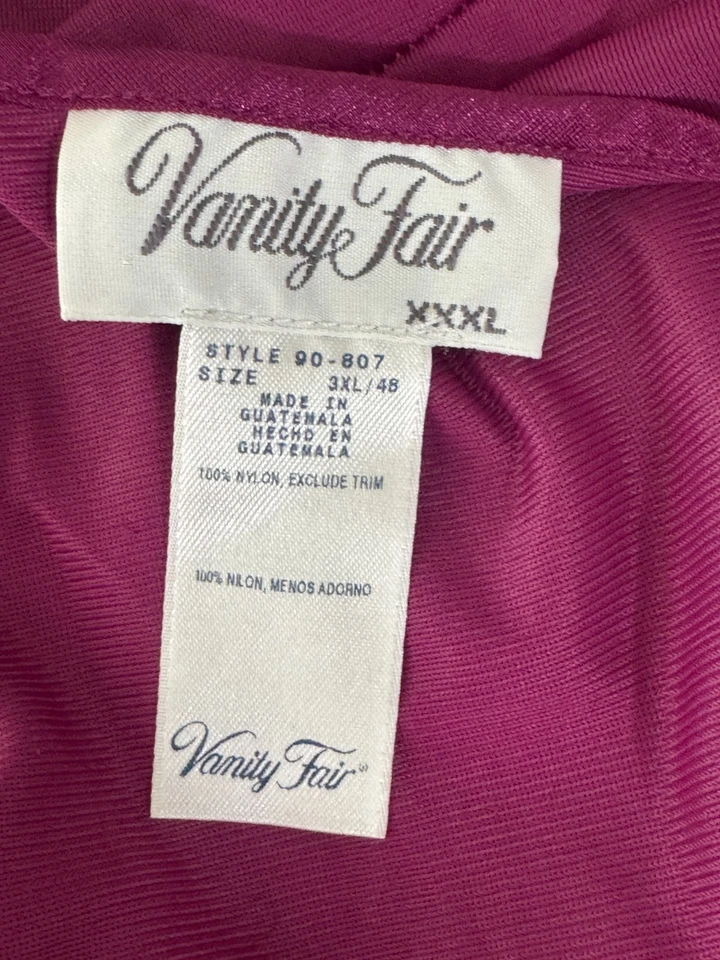 Vanity Fair
XXXL
STYLE 90-807
SIZE 3XL/48
MADE IN
GUATEMALA
HECHO EN
GUATEMALA
100% NYLON, EXCLUDE TRIM
100% NILON, MENOS ADORNO
Vanity Fair®